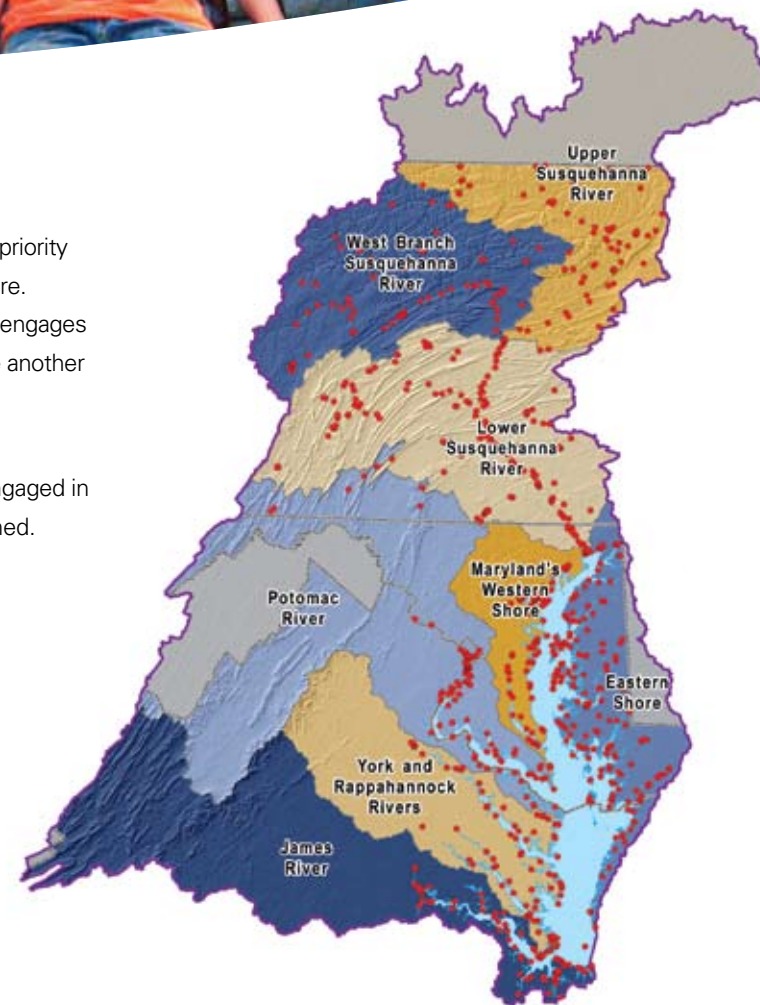 priority
re.
engages
another
gaged in
ned.
Upper
Susquehanna
River
West Branch
Susquehanna
River
Lower
Susquehanna
River
Maryland's
Western
Shore
Potomac
River
Eastern
Shore
York and
Rappahannock
Rivers
James
River